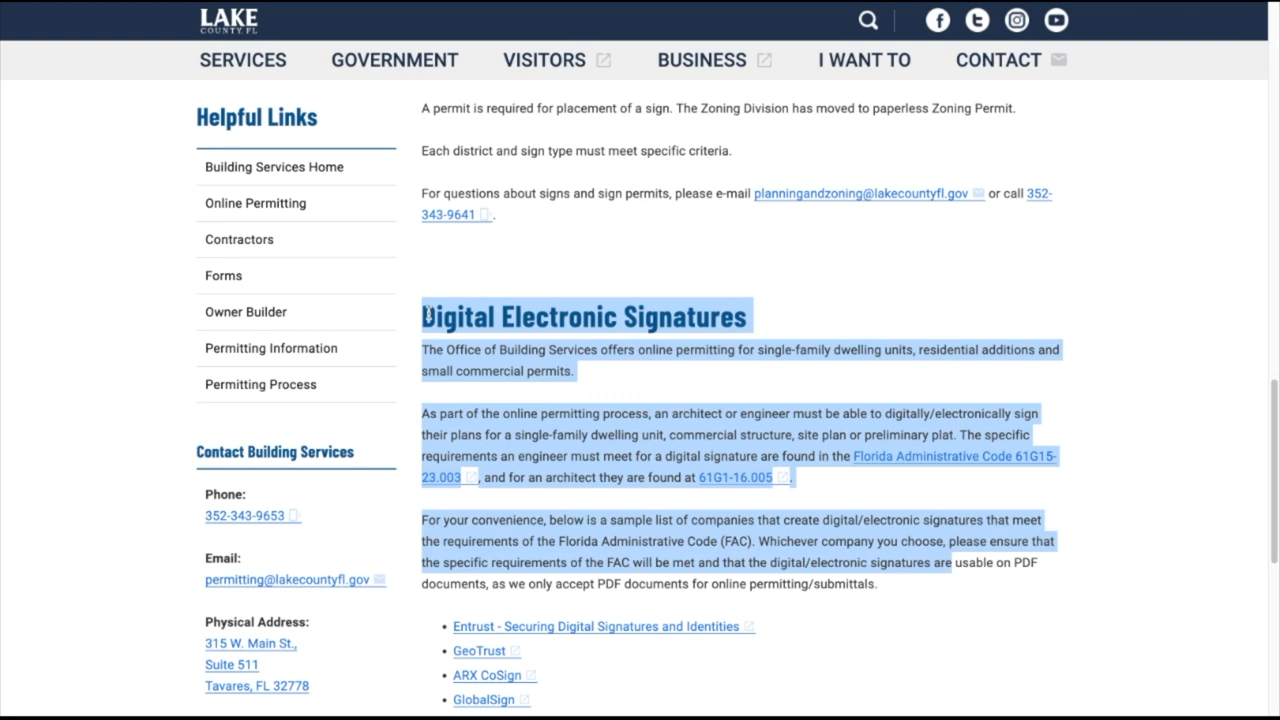 LAKE
COUNTY, FL
SERVICES GOVERNMENT VISITORS BUSINESS I WANT TO CONTACT
Helpful Links
Building Services Home
Online Permitting
Contractors
Forms
Owner Builder
Permitting Information
Permitting Process
Contact Building Services
Phone:
352-343-9653
Email:
permitting@lakecountyfl.gov
Physical Address:
315 W. Main St.,
Suite 511
Tavares, FL 32778
A permit is required for placement of a sign. The Zoning Division has moved to paperless Zoning Permit.
Each district and sign type must meet specific criteria.
For questions about signs and sign permits, please e-mail planningandzoning@lakecountyfl.gov or call 352-
343-9641 .
Digital Electronic Signatures
The Office of Building Services offers online permitting for single-family dwelling units, residential additions and
small commercial permits.
As part of the online permitting process, an architect or engineer must be able to digitally/electronically sign
their plans for a single-family dwelling unit, commercial structure, site plan or preliminary plat. The specific
requirements an engineer must meet for a digital signature are found in the Florida Administrative Code 61G15-
23.003 , and for an architect they are found at 61G1-16.005 .
For your convenience, below is a sample list of companies that create digital/electronic signatures that meet
the requirements of the Florida Administrative Code (FAC). Whichever company you choose, please ensure that
the specific requirements of the FAC will be met and that the digital/electronic signatures are usable on PDF
documents, as we only accept PDF documents for online permitting/submittals.
• Entrust - Securing Digital Signatures and Identities
• GeoTrust
• ARX CoSign
• GlobalSign